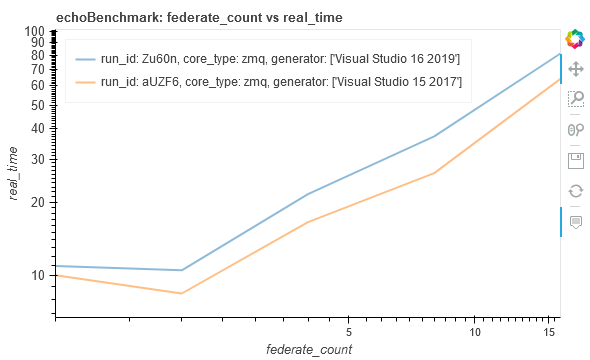 echoBenchmark: federate_count vs real_time
100
90
80
70
60
50
40
30
20
10
real_time
run_id: Zu60n, core_type: zmq, generator: ['Visual Studio 16 2019']
run_id: aUZF6, core_type: zmq, generator: ['Visual Studio 15 2017']
5
10
15
federate_count